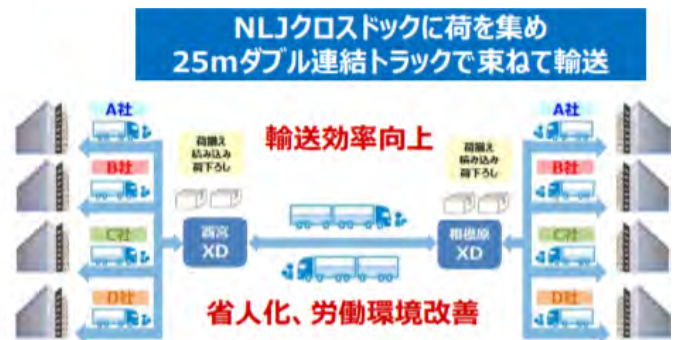 NLJクロスドックに荷を集め
25mダブル連結トラックで束ねて輸送
A社
B社
C社
D社
荷揃え
積み込み
荷下ろし
輸送効率向上
西宮
XD
荷揃え
積み込み
荷下ろし
相模原
XD
省人化、労働環境改善
A社
B社
C社
D社